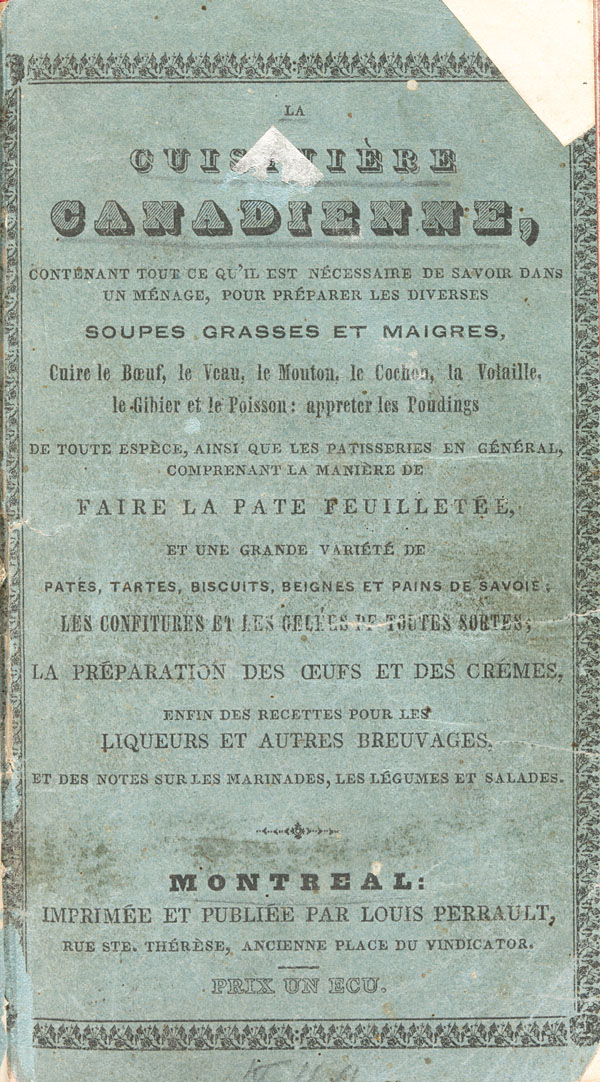 LA
CUISINIÈRE
CANADIENNE,
CONTENANT TOUT CE QU'IL EST NÉCESSAIRE DE SAVOIR DANS
UN MÉNAGE, POUR PRÉPARER LES DIVERSES
SOUPES GRASSES ET MAIGRES,
Cuire le Bœuf, le Veau, le Mouton, le Cochon, la Volaille,
le Gibier et le Poisson: appreter les Poudings
DE TOUTE ESPÈCE, AINSI QUE LES PATISSERIES EN GÉNÉRAL,
COMPRENANT LA MANIÈRE DE
FAIRE LA PATE FEUILLETÉE,
ET UNE GRANDE VARIÉTÉ DE
PATES, TARTES, BISCUITS, BEIGNES ET PAINS DE SAVOIE;
LES CONFITURES ET LES GELÉES DE TOUTES SORTES;
LA PRÉPARATION DES ŒUFS ET DES CRÈMES,
ENFIN DES RECETTES POUR LES
LIQUEURS ET AUTRES BREUVAGES,
ET DES NOTES SUR LES MARINADES, LES LÉGUMES ET SALADES.
MONTREAL:
IMPRIMÉE ET PUBLIÉE PAR LOUIS PERRAULT,
RUE STE. THÉRÈSE, ANCIENNE PLACE DU VINDICATOR.
PRIX UN ECU.